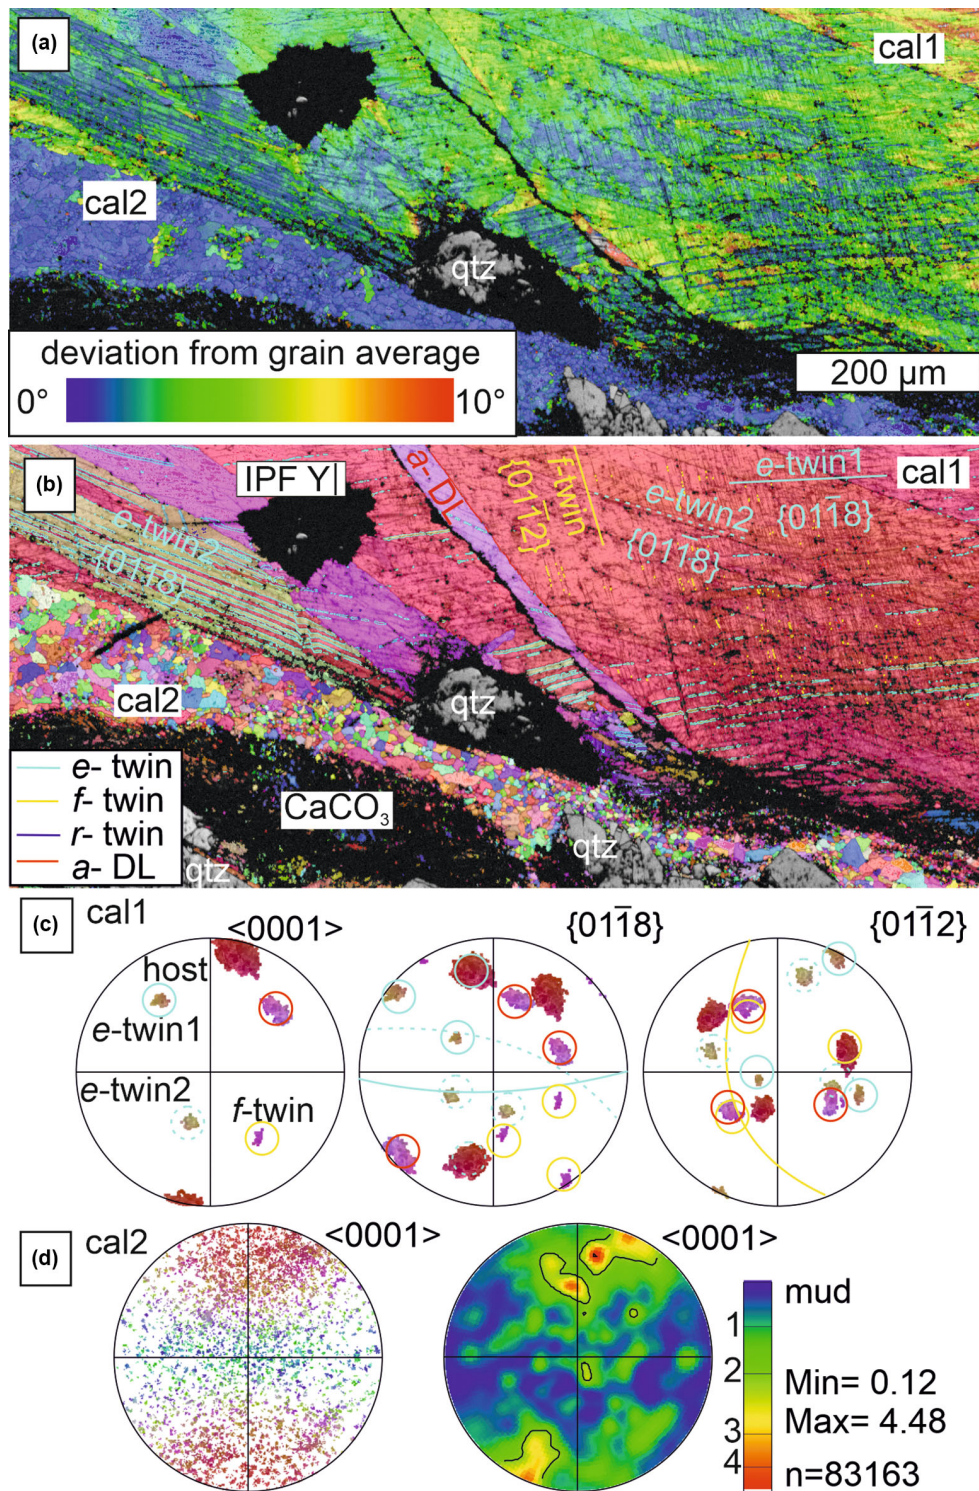 (a)
cal1
cal2
qtz
deviation from grain average
0°
10°
200 µm
(b)
IPF Y|
a- DL
f-twin
{011̄2}
e-twin1
{011̄8}
cal1
e-twin2
{011̄8}
e-twin2
{011̄8}
cal2
qtz
e- twin
f- twin
r- twin
a- DL
CaCO₃
qtz
qtz
(c)
cal1
<0001>
{011̄8}
{011̄2}
host
e-twin1
e-twin2
f-twin
(d)
cal2
<0001>
<0001>
mud
1
2
3
4
Min= 0.12
Max= 4.48
n=83163